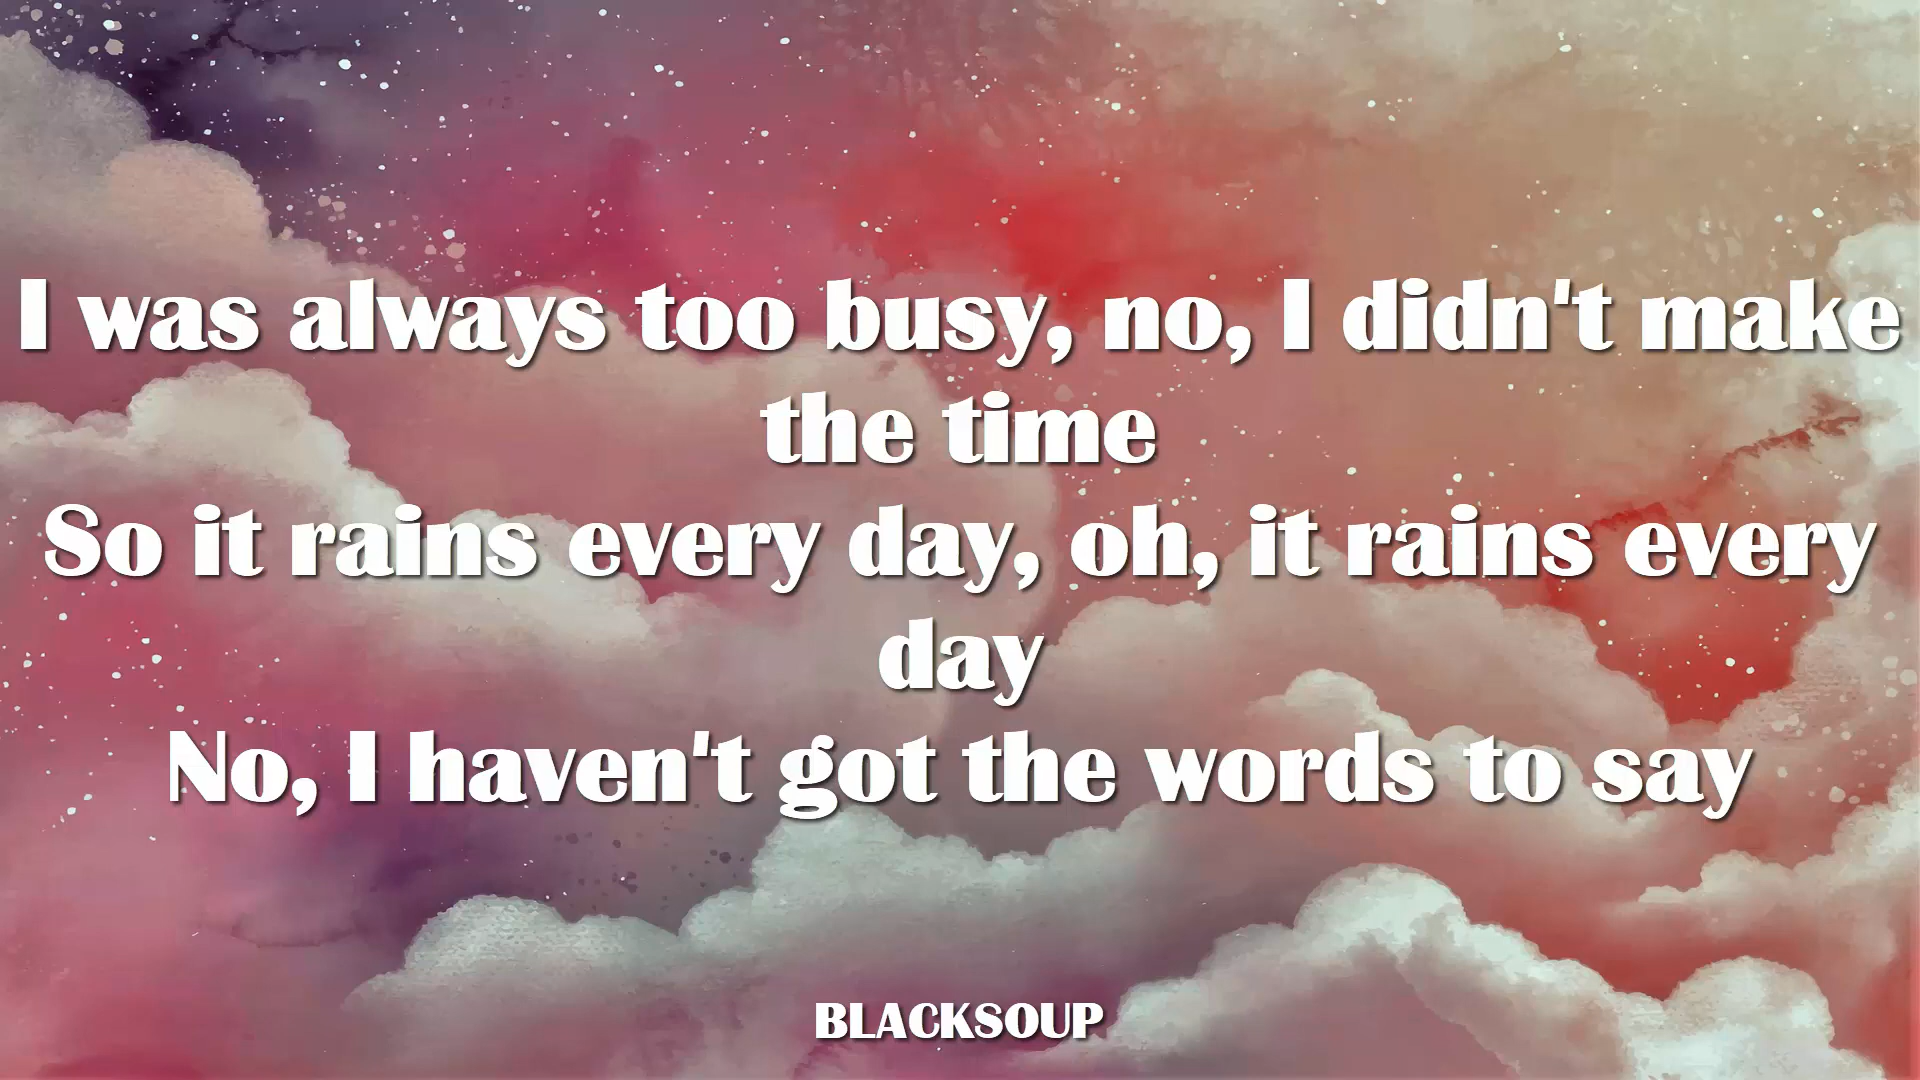 I was always too busy, no, I didn't make
the time
So it rains every day, oh, it rains every
day
No, I haven't got the words to say
BLACKSOUP